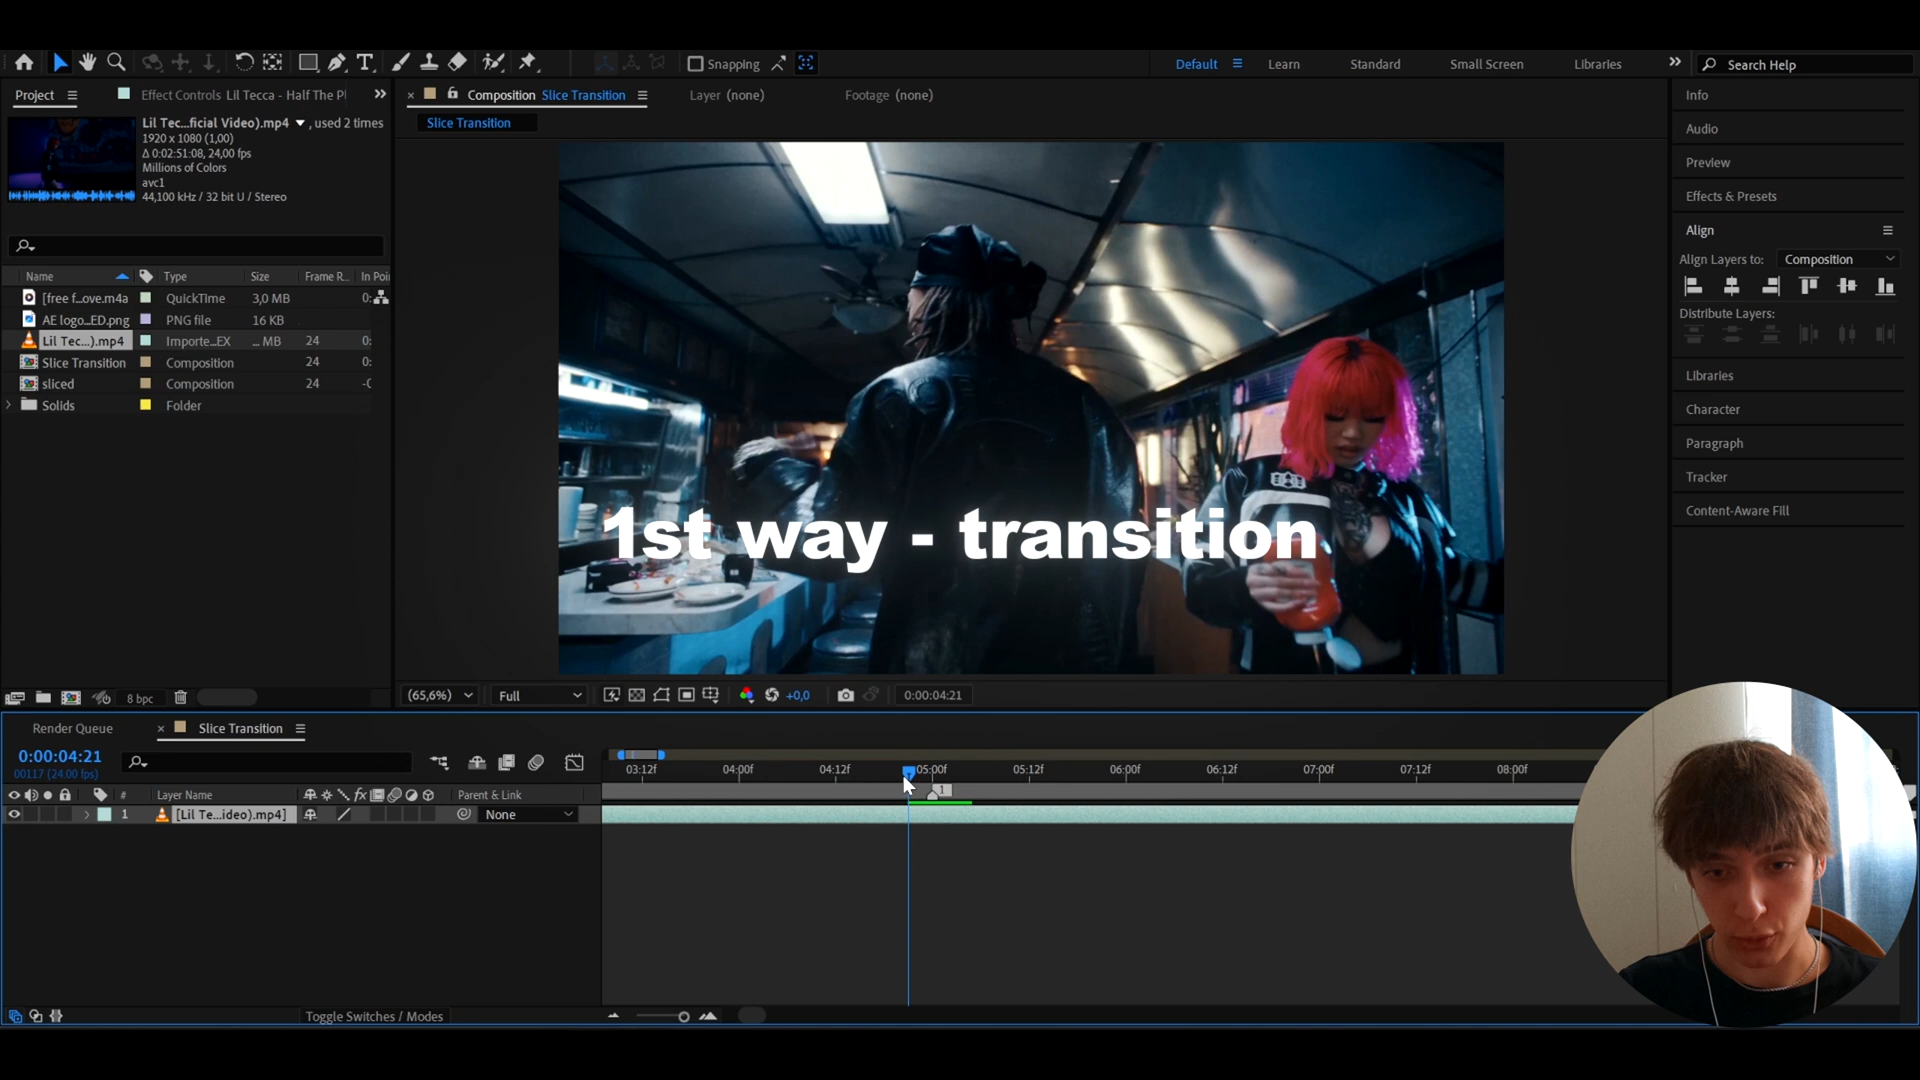 Snapping
Default
Learn
Standard
Small Screen
Libraries
Search Help
Project
Effect Controls Lil Tecca - Half The Pl
Composition Slice Transition
Layer (none)
Footage (none)
Slice Transition
Lil Tec...ficial Video).mp4 , used 2 times
1920 x 1080 (1,00)
Δ 0:02:51:08, 24,00 fps
Millions of Colors
avc1
44,100 kHz / 32 bit U / Stereo
Name Type Size Frame R... In Poi
[free f...ove.m4a QuickTime 3,0 MB 0:
AE logo...ED.png PNG file 16 KB
Lil Tec...).mp4 Importe...EX ... MB 24 0:
Slice Transition Composition 24 0:
sliced Composition 24 -0
Solids Folder
8 bpc
1st way - transition
(65,6%) Full +0,0 0:00:04:21
Info
Audio
Preview
Effects & Presets
Align
Align Layers to: Composition
Distribute Layers:
Libraries
Character
Paragraph
Tracker
Content-Aware Fill
Render Queue
Slice Transition
0:00:04:21
00117 (24.00 fps)
# Layer Name fx Parent & Link
1 [Lil Te...ideo).mp4] None
03:12f 04:00f 04:12f 05:00f 05:12f 06:00f 06:12f 07:00f 07:12f 08:00f
1
Toggle Switches / Modes